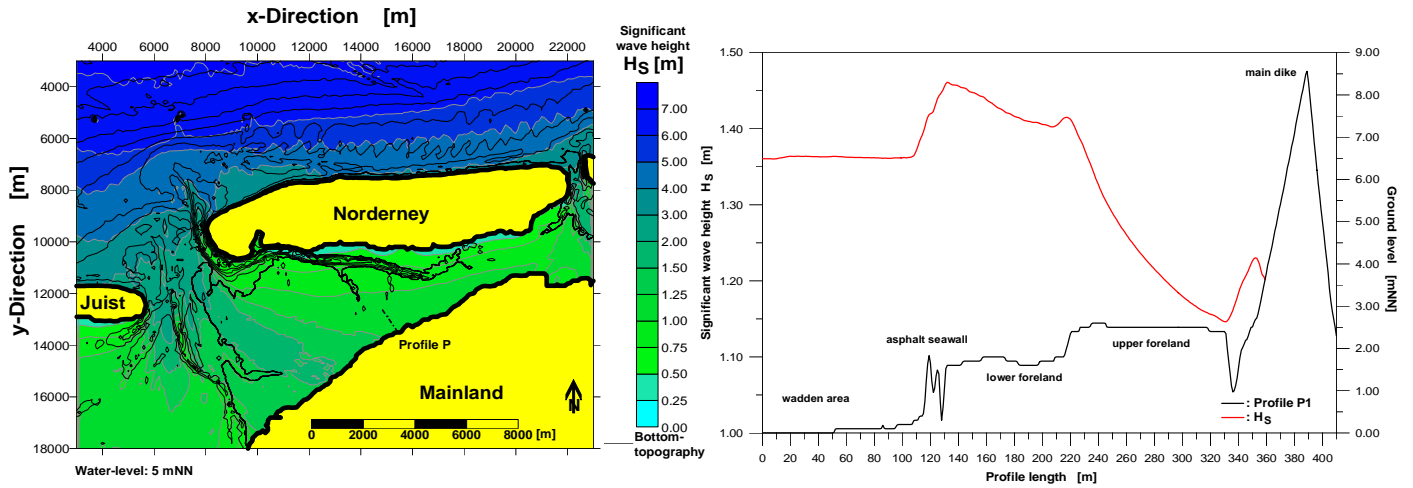 x-Direction [m]
4000 6000 8000 10000 12000 14000 16000 18000 20000 22000
y-Direction [m]
4000
6000
8000
10000
12000
14000
16000
18000
Norderney
Juist
Profile P
Mainland
N
0 2000 4000 6000 8000 [m]
Water-level: 5 mNN
Significant
wave height
HS [m]
7.00
6.00
5.00
4.00
3.00
2.00
1.50
1.00
0.75
0.50
0.25
0.00
Bottom-
topography
Significant wave height HS [m]
1.50
1.40
1.30
1.20
1.10
1.00
main dike
asphalt seawall
upper foreland
lower foreland
wadden area
: Profile P1
: HS
9.00
8.00
7.00
6.00
5.00
4.00
3.00
2.00
1.00
0.00
Ground level [mNN]
0 20 40 60 80 100 120 140 160 180 200 220 240 260 280 300 320 340 360 380 400
Profile length [m]